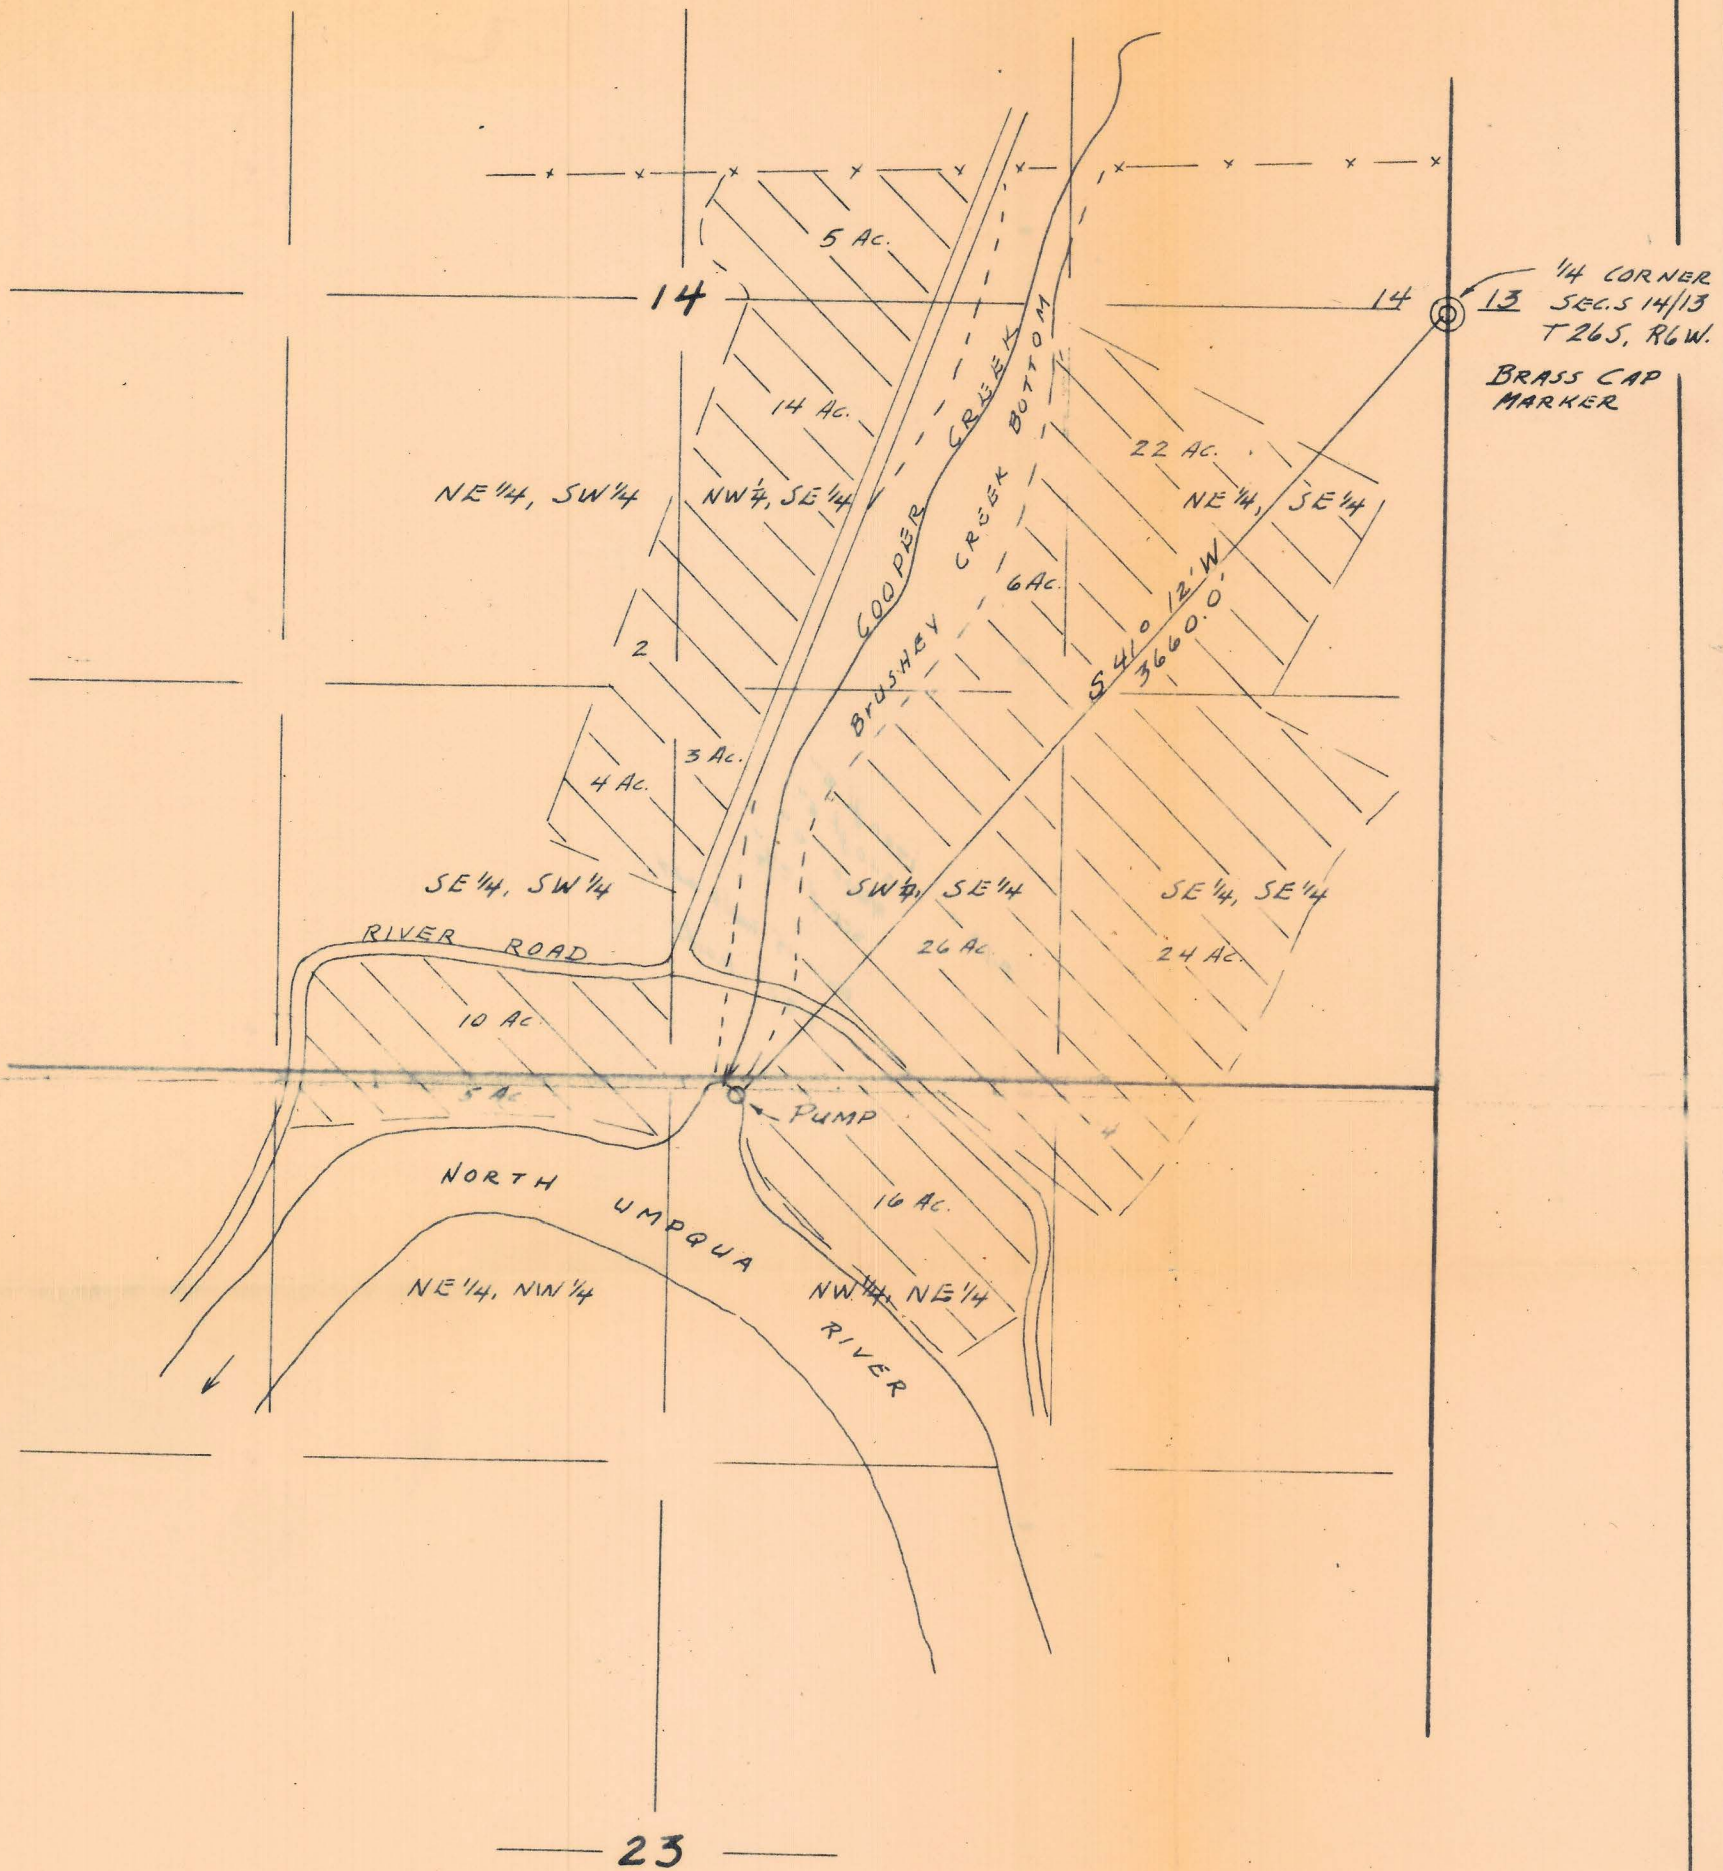 5 Ac.
14
14
13
1/4 CORNER
SEC.S 14/13
T 26 S, R6W.
BRASS CAP
MARKER
14 Ac.
22 Ac.
NE 1/4, SW 1/4
NW 1/4, SE 1/4
NE 1/4, SE 1/4
COOPER CREEK
BrUSHEY CREEK BOTTOM
6 Ac.
S 41° 12' W
3660.0'
2
3 Ac.
4 Ac.
SE 1/4, SW 1/4
SW 1/4, SE 1/4
SE 1/4, SE 1/4
RIVER ROAD
26 Ac.
24 Ac.
10 Ac.
5 Ac
PUMP
4
NORTH UMPQUA RIVER
16 Ac.
NE 1/4, NW 1/4
NW 1/4, NE 1/4
23